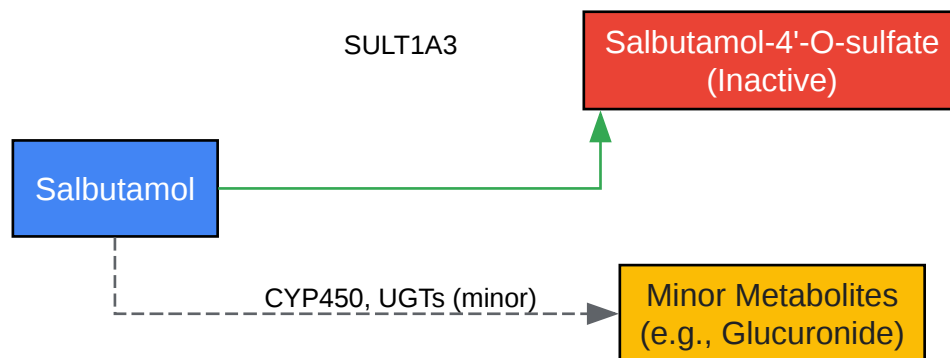 SULT1A3
Salbutamol-4'-O-sulfate
(Inactive)
Salbutamol
CYP450, UGTs (minor)
Minor Metabolites
(e.g., Glucuronide)